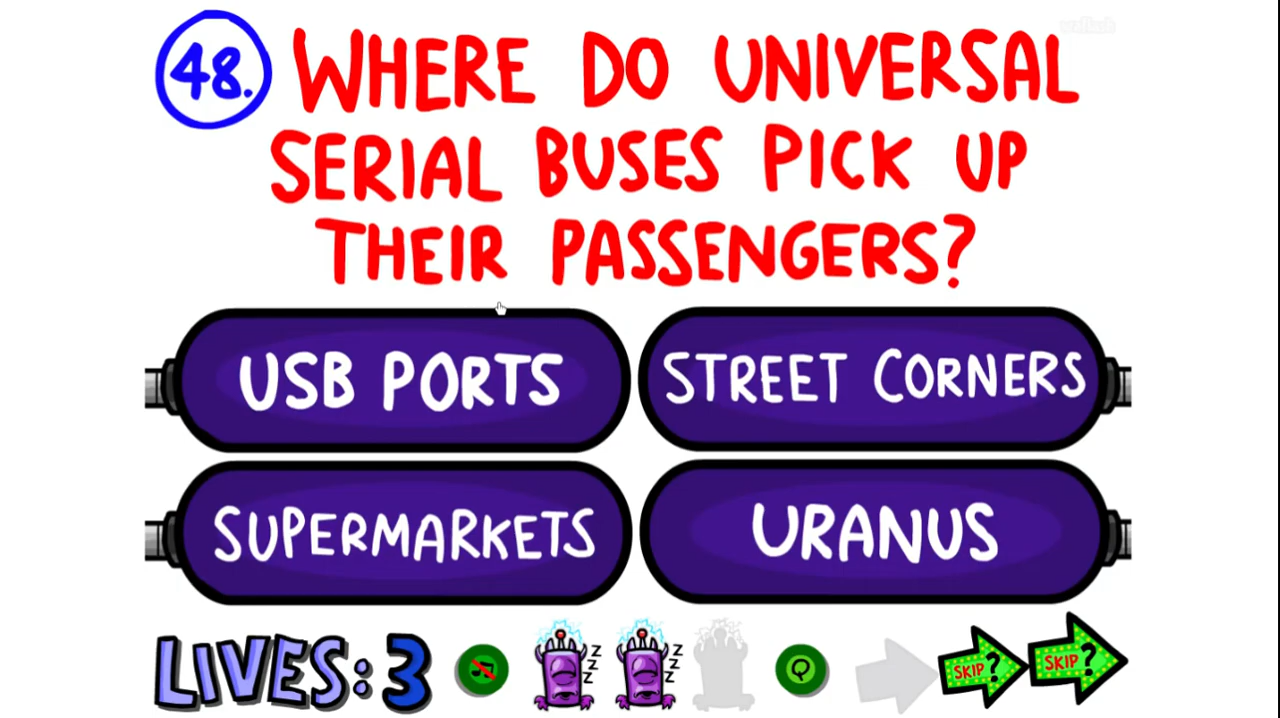 48. WHERE DO UNIVERSAL
SERIAL BUSES PICK UP
THEIR PASSENGERS?
USB PORTS
STREET CORNERS
SUPERMARKETS
URANUS
LIVES: 3
Z
Z
Z
Z
Z
Z
SKIP?
SKIP?